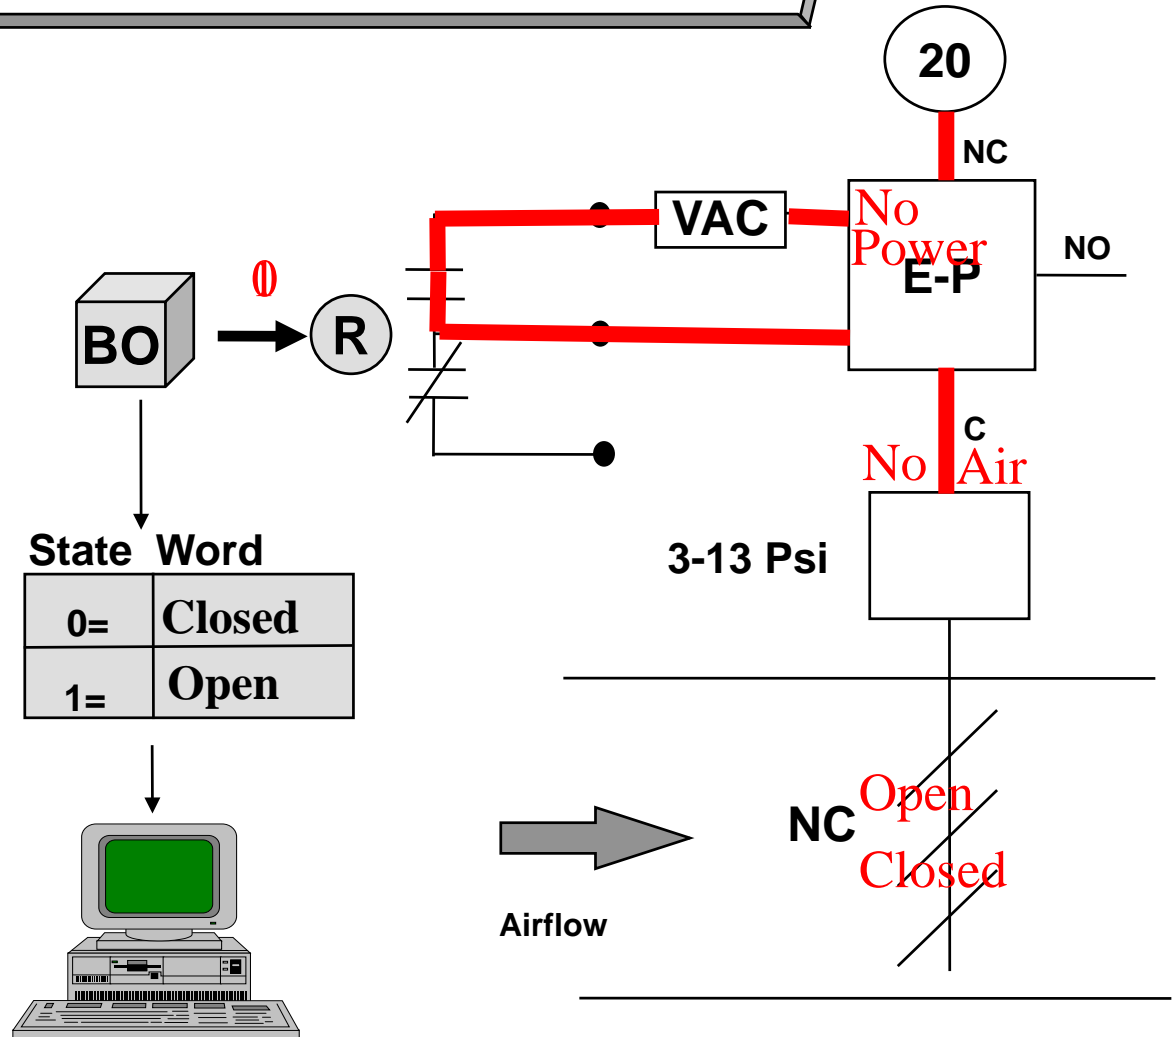 20
NC
VAC
No
Power
E-P
NO
BO
R
C
No Air
3-13 Psi
State Word
0= Closed
1= Open
Open
NC
Closed
Airflow